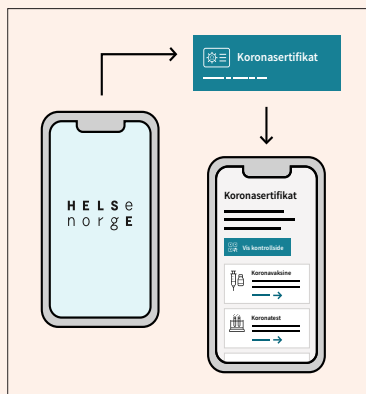 Koronasertifikat
HELSe
norgE
Koronasertifikat
Vis kontrollside
Koronavaksine
Koronatest